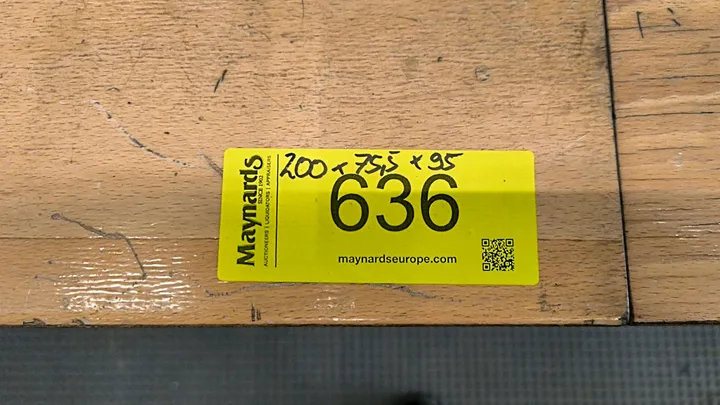 200 x 75,5 x 95
Maynards
SINCE 1902
AUCTIONEERS | LIQUIDATORS | APPRAISERS
636
maynardseurope.com